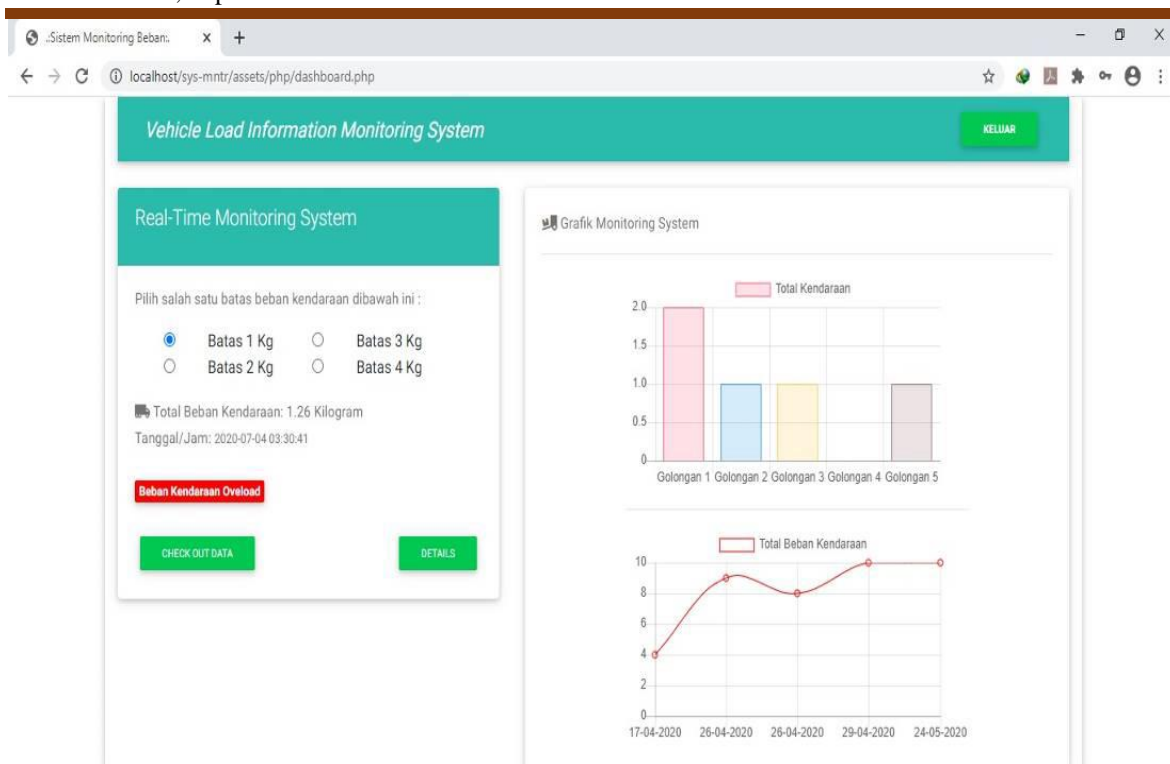 ..:Sistem Monitoring Beban:..
localhost/sys-mntr/assets/php/dashboard.php
Vehicle Load Information Monitoring System
KELUAR
Real-Time Monitoring System
Pilih salah satu batas beban kendaraan dibawah ini :
Batas 1 Kg
Batas 3 Kg
Batas 2 Kg
Batas 4 Kg
Total Beban Kendaraan: 1.26 Kilogram
Tanggal/Jam: 2020-07-04 03:30:41
Beban Kendaraan Oveload
CHECK OUT DATA
DETAILS
Grafik Monitoring System
Total Kendaraan
2.0
1.5
1.0
0.5
0
Golongan 1 Golongan 2 Golongan 3 Golongan 4 Golongan 5
Total Beban Kendaraan
10
8
6
4
2
0
17-04-2020 26-04-2020 26-04-2020 29-04-2020 24-05-2020